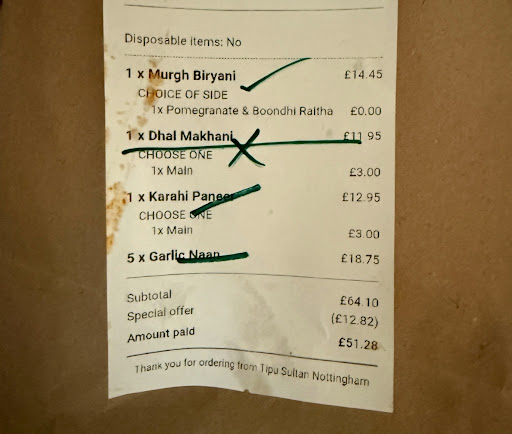 Disposable items: No
1 x Murgh Biryani £14.45
CHOICE OF SIDE
1x Pomegranate & Boondhi Raitha £0.00
1 x Dhal Makhani £11.95
CHOOSE ONE
1x Main £3.00
1 x Karahi Paneer £12.95
CHOOSE ONE
1x Main £3.00
5 x Garlic Naan £18.75
Subtotal £64.10
Special offer (£12.82)
Amount paid £51.28
Thank you for ordering from Tipu Sultan Nottingham